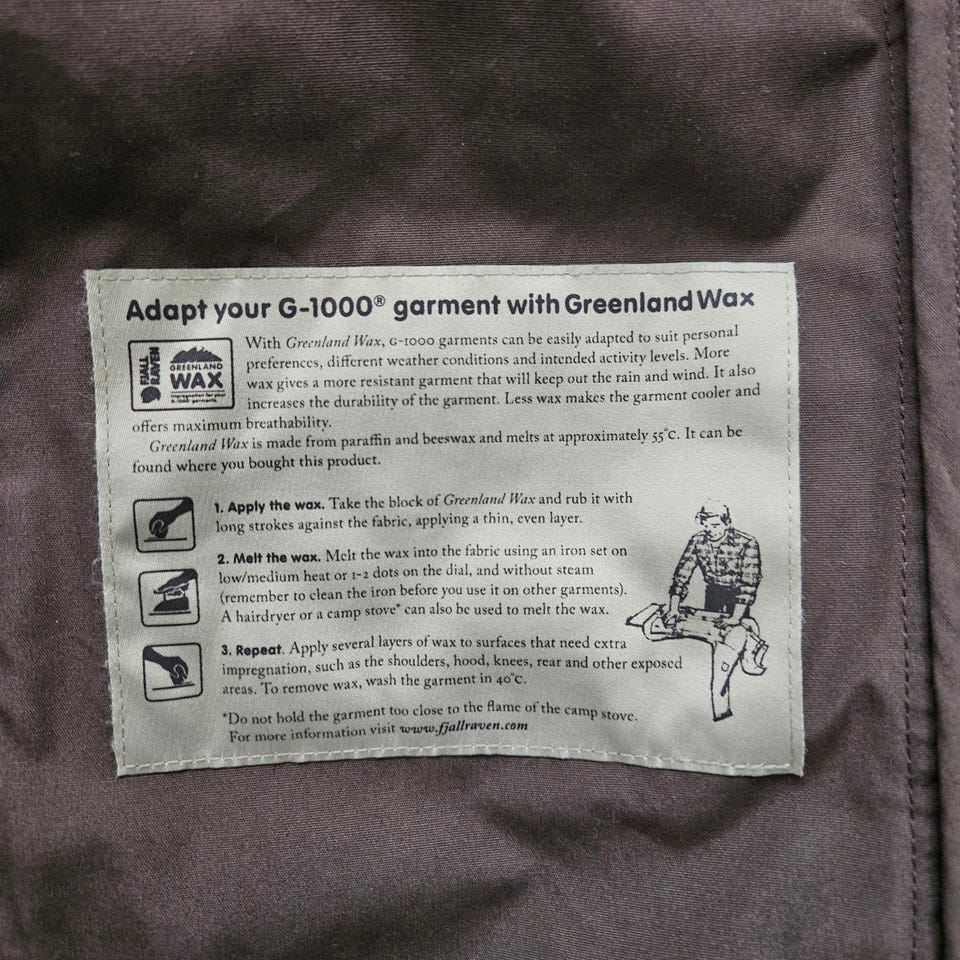 Adapt your G-1000® garment with Greenland Wax
FJALL
RAVEN
GREENLAND
WAX
impregnation for your
G-1000 garments.
With Greenland Wax, G-1000 garments can be easily adapted to suit personal
preferences, different weather conditions and intended activity levels. More
wax gives a more resistant garment that will keep out the rain and wind. It also
increases the durability of the garment. Less wax makes the garment cooler and
offers maximum breathability.
Greenland Wax is made from paraffin and beeswax and melts at approximately 55°C. It can be
found where you bought this product.
1. Apply the wax. Take the block of Greenland Wax and rub it with
long strokes against the fabric, applying a thin, even layer.
2. Melt the wax. Melt the wax into the fabric using an iron set on
low/medium heat or 1-2 dots on the dial, and without steam
(remember to clean the iron before you use it on other garments).
A hairdryer or a camp stove* can also be used to melt the wax.
3. Repeat. Apply several layers of wax to surfaces that need extra
impregnation, such as the shoulders, hood, knees, rear and other exposed
areas. To remove wax, wash the garment in 40°C.
*Do not hold the garment too close to the flame of the camp stove.
For more information visit www.fjallraven.com